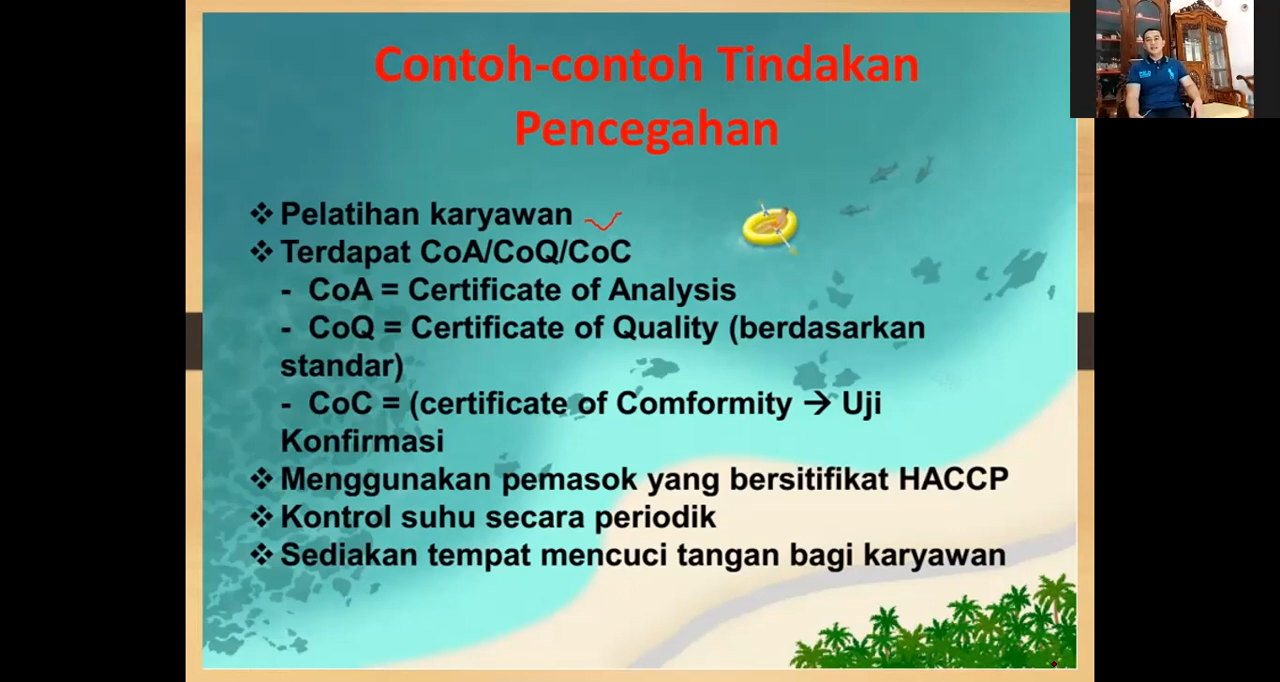 Contoh-contoh Tindakan
Pencegahan
❖ Pelatihan karyawan
❖ Terdapat CoA/CoQ/CoC
- CoA = Certificate of Analysis
- CoQ = Certificate of Quality (berdasarkan
standar)
- CoC = (certificate of Comformity → Uji
Konfirmasi
❖ Menggunakan pemasok yang bersitifikat HACCP
❖ Kontrol suhu secara periodik
❖ Sediakan tempat mencuci tangan bagi karyawan